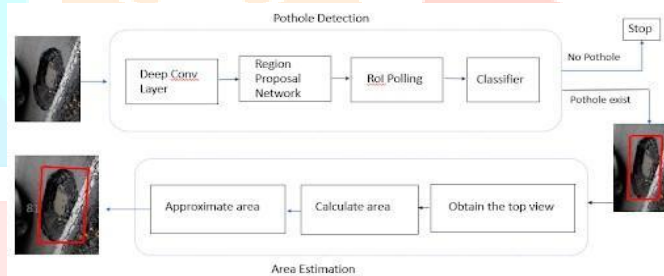 Pothole Detection
Stop
No Pothole
Deep Conv
Layer
Region
Proposal
Network
RoI Polling
Classifier
Pothole exist
Approximate area
Calculate area
Obtain the top view
Area Estimation